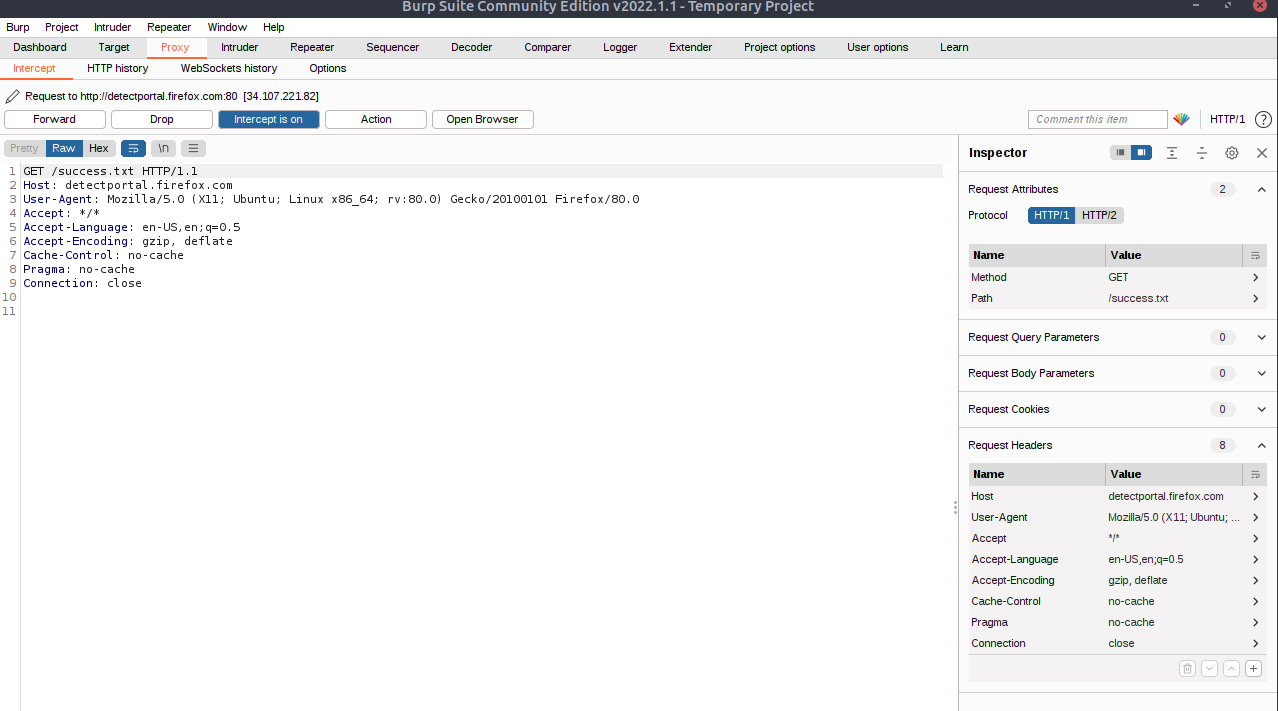 Burp Suite Community Edition v2022.1.1 - Temporary Project
Burp Project Intruder Repeater Window Help
Dashboard Target Proxy Intruder Repeater Sequencer Decoder Comparer Logger Extender Project options User options Learn
Intercept HTTP history WebSockets history Options
Request to http://detectportal.firefox.com:80 [34.107.221.82]
Forward Drop Intercept is on Action Open Browser Comment this item HTTP/1 ?
Pretty Raw Hex \n
1 GET /success.txt HTTP/1.1
2 Host: detectportal.firefox.com
3 User-Agent: Mozilla/5.0 (X11; Ubuntu; Linux x86_64; rv:80.0) Gecko/20100101 Firefox/80.0
4 Accept: */*
5 Accept-Language: en-US,en;q=0.5
6 Accept-Encoding: gzip, deflate
7 Cache-Control: no-cache
8 Pragma: no-cache
9 Connection: close
10
11
Inspector
Request Attributes 2
Protocol HTTP/1 HTTP/2
Name Value
Method GET
Path /success.txt
Request Query Parameters 0
Request Body Parameters 0
Request Cookies 0
Request Headers 8
Name Value
Host detectportal.firefox.com
User-Agent Mozilla/5.0 (X11; Ubuntu; ...
Accept */*
Accept-Language en-US,en;q=0.5
Accept-Encoding gzip, deflate
Cache-Control no-cache
Pragma no-cache
Connection close